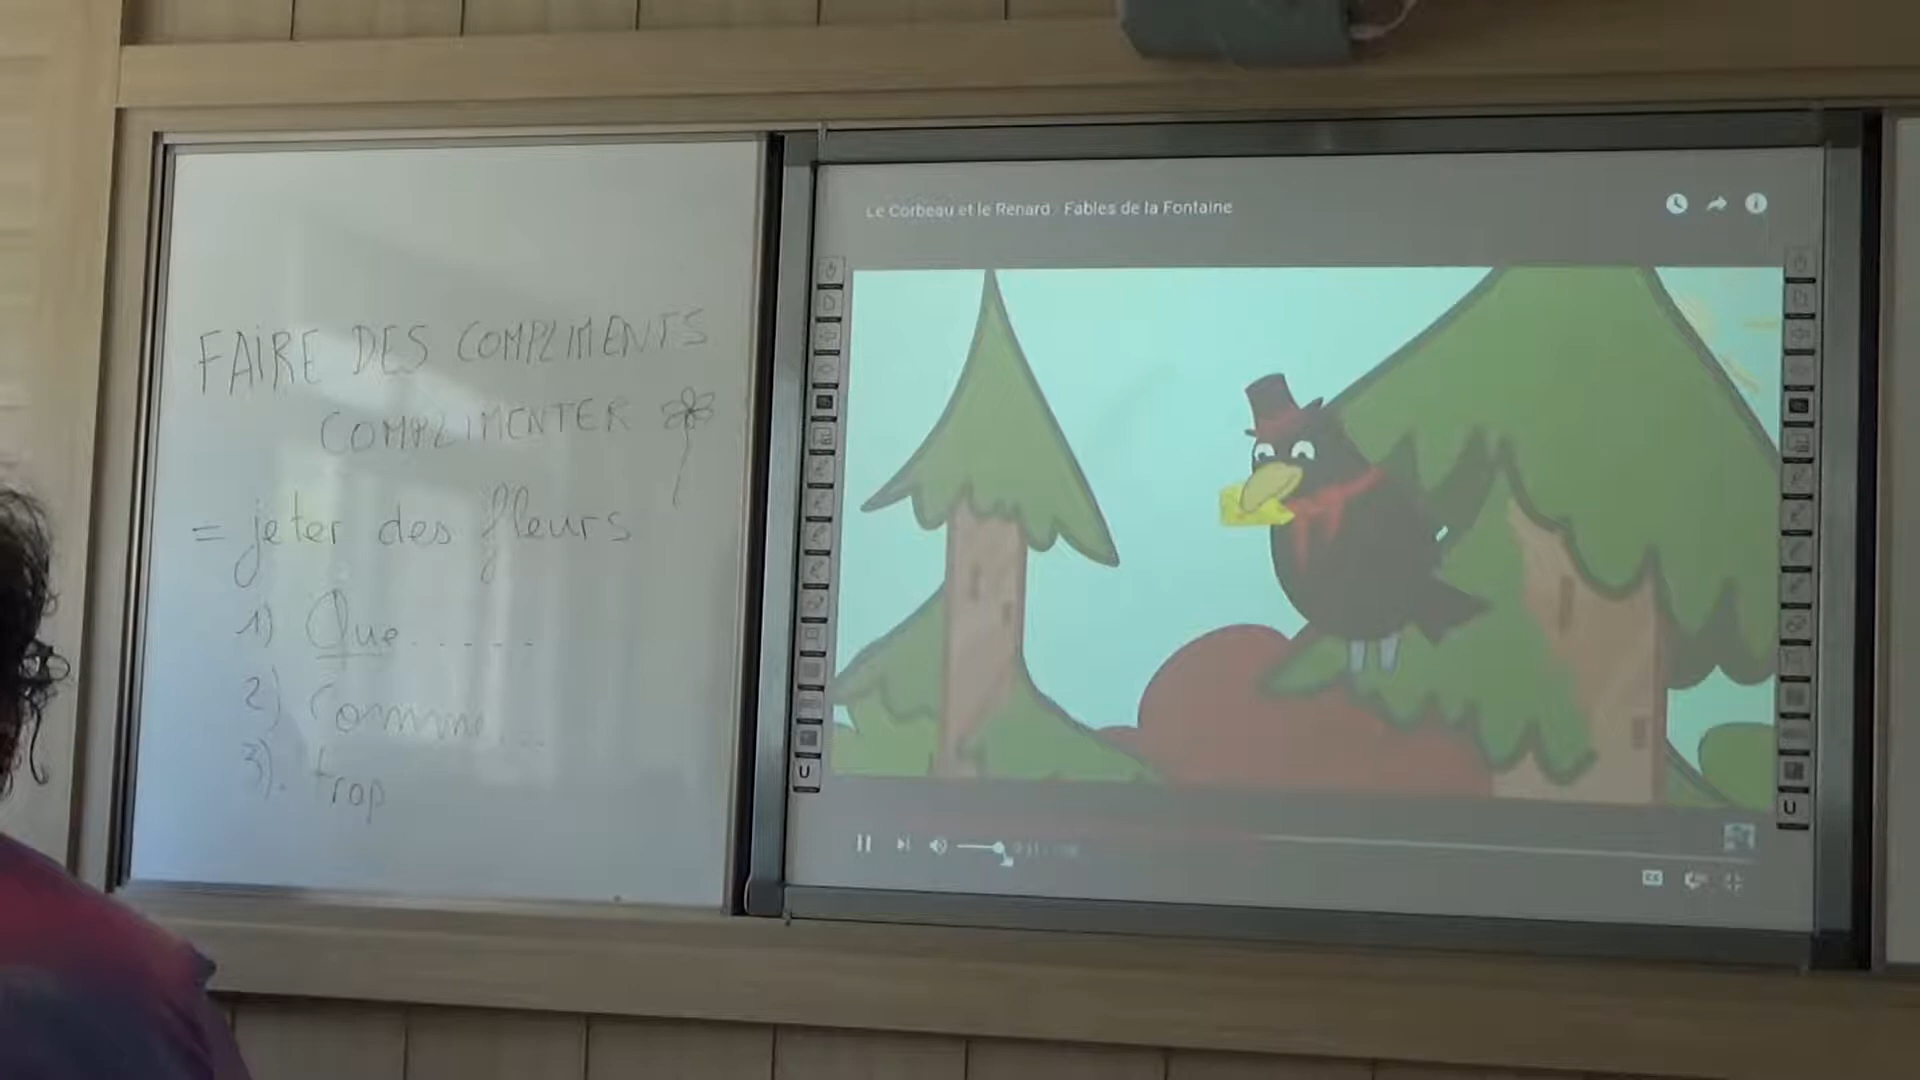 FAIRE DES COMPLIMENTS
COMPLIMENTER
= jeter des fleurs
1) Que......
2) Comme...
3). trop
Le Corbeau et le Renard - Fables de la Fontaine
U
U